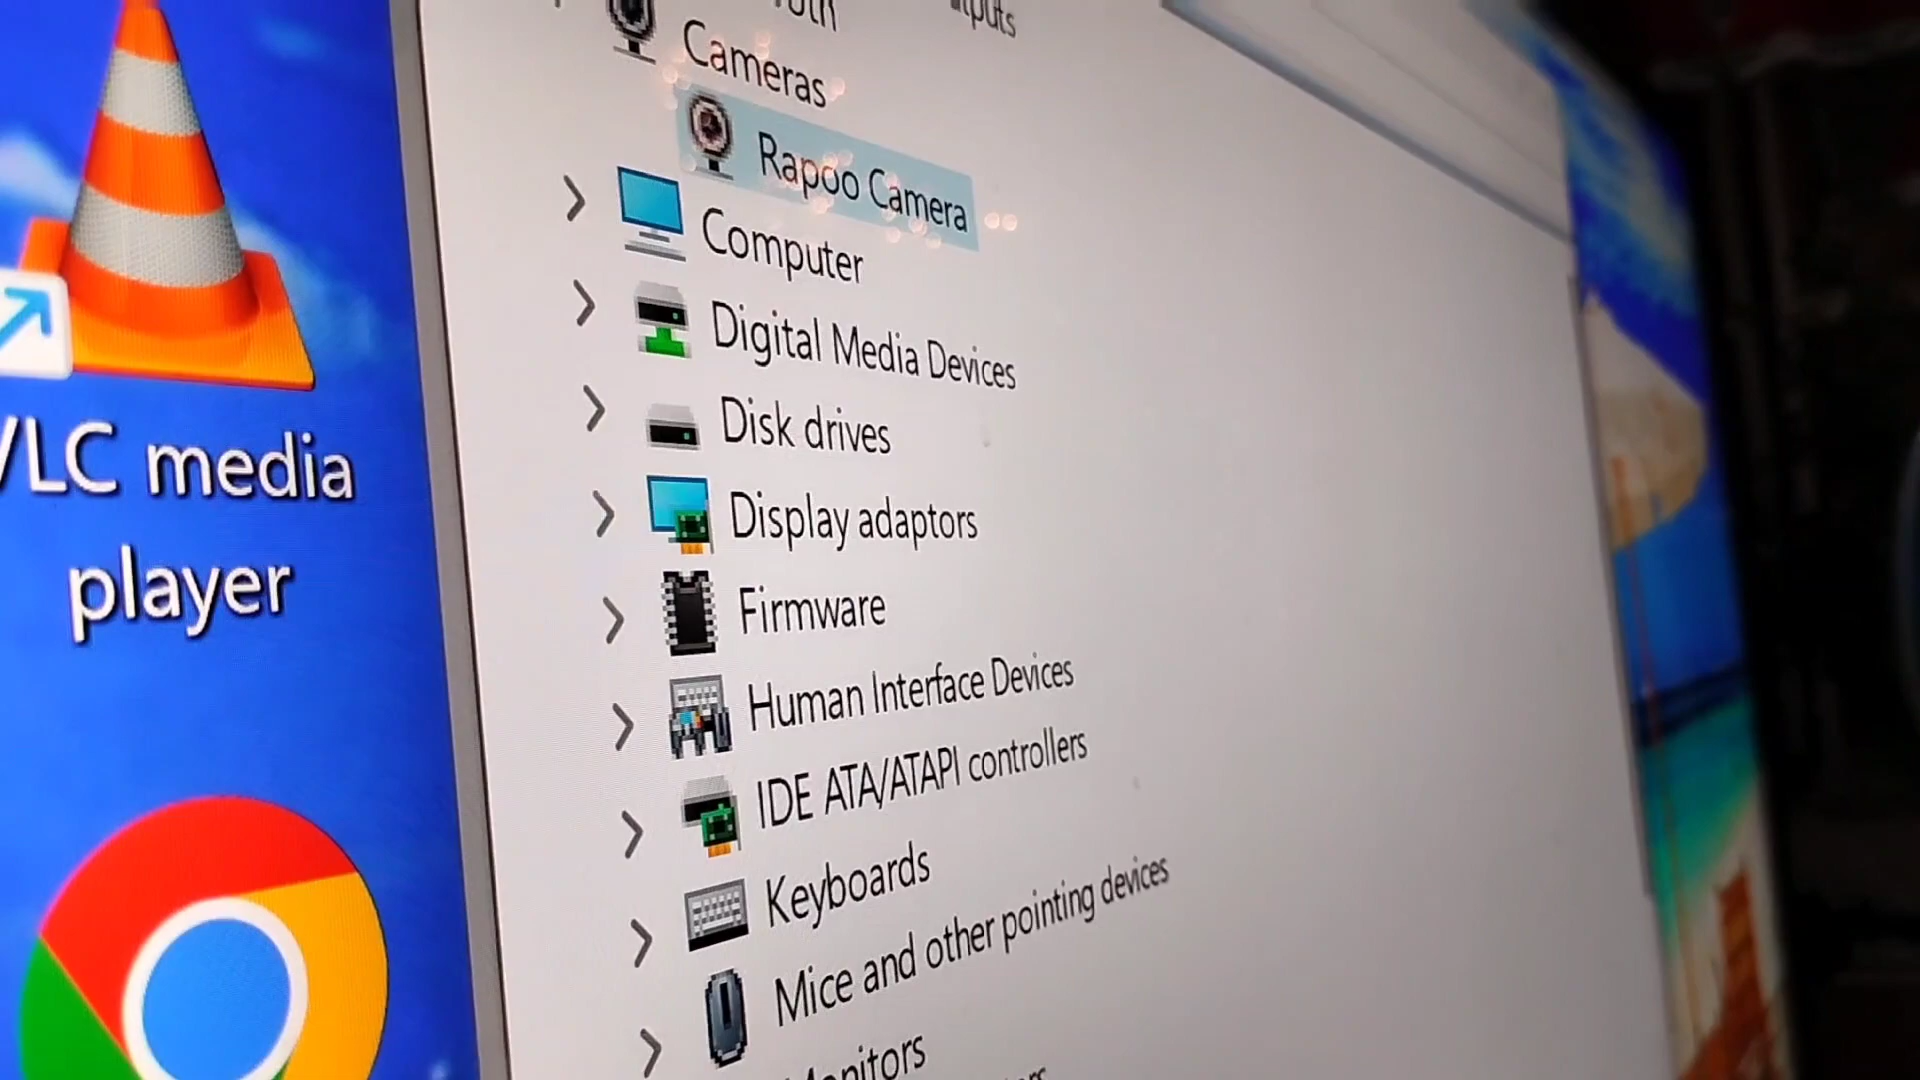 Cameras
Rapoo Camera
Computer
Digital Media Devices
Disk drives
Display adaptors
Firmware
Human Interface Devices
IDE ATA/ATAPI controllers
Keyboards
Mice and other pointing devices
Monitors
VLC media
player